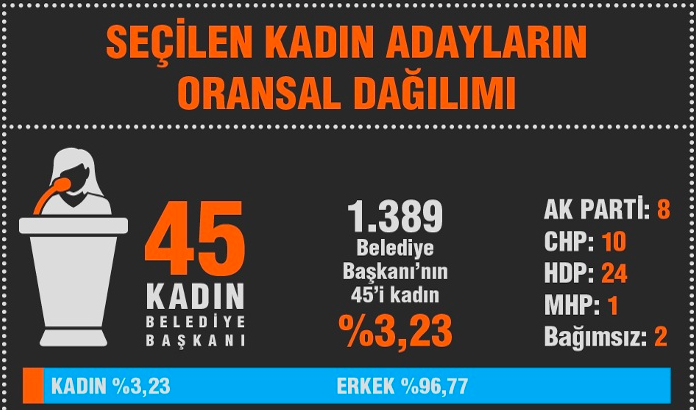 SEÇİLEN KADIN ADAYLARIN
ORANSAL DAĞILIMI
45
KADIN
BELEDİYE
BAŞKANI
1.389
Belediye
Başkanı'nın
45'i kadın
%3,23
AK PARTİ: 8
CHP: 10
HDP: 24
MHP: 1
Bağımsız: 2
KADIN %3,23
ERKEK %96,77